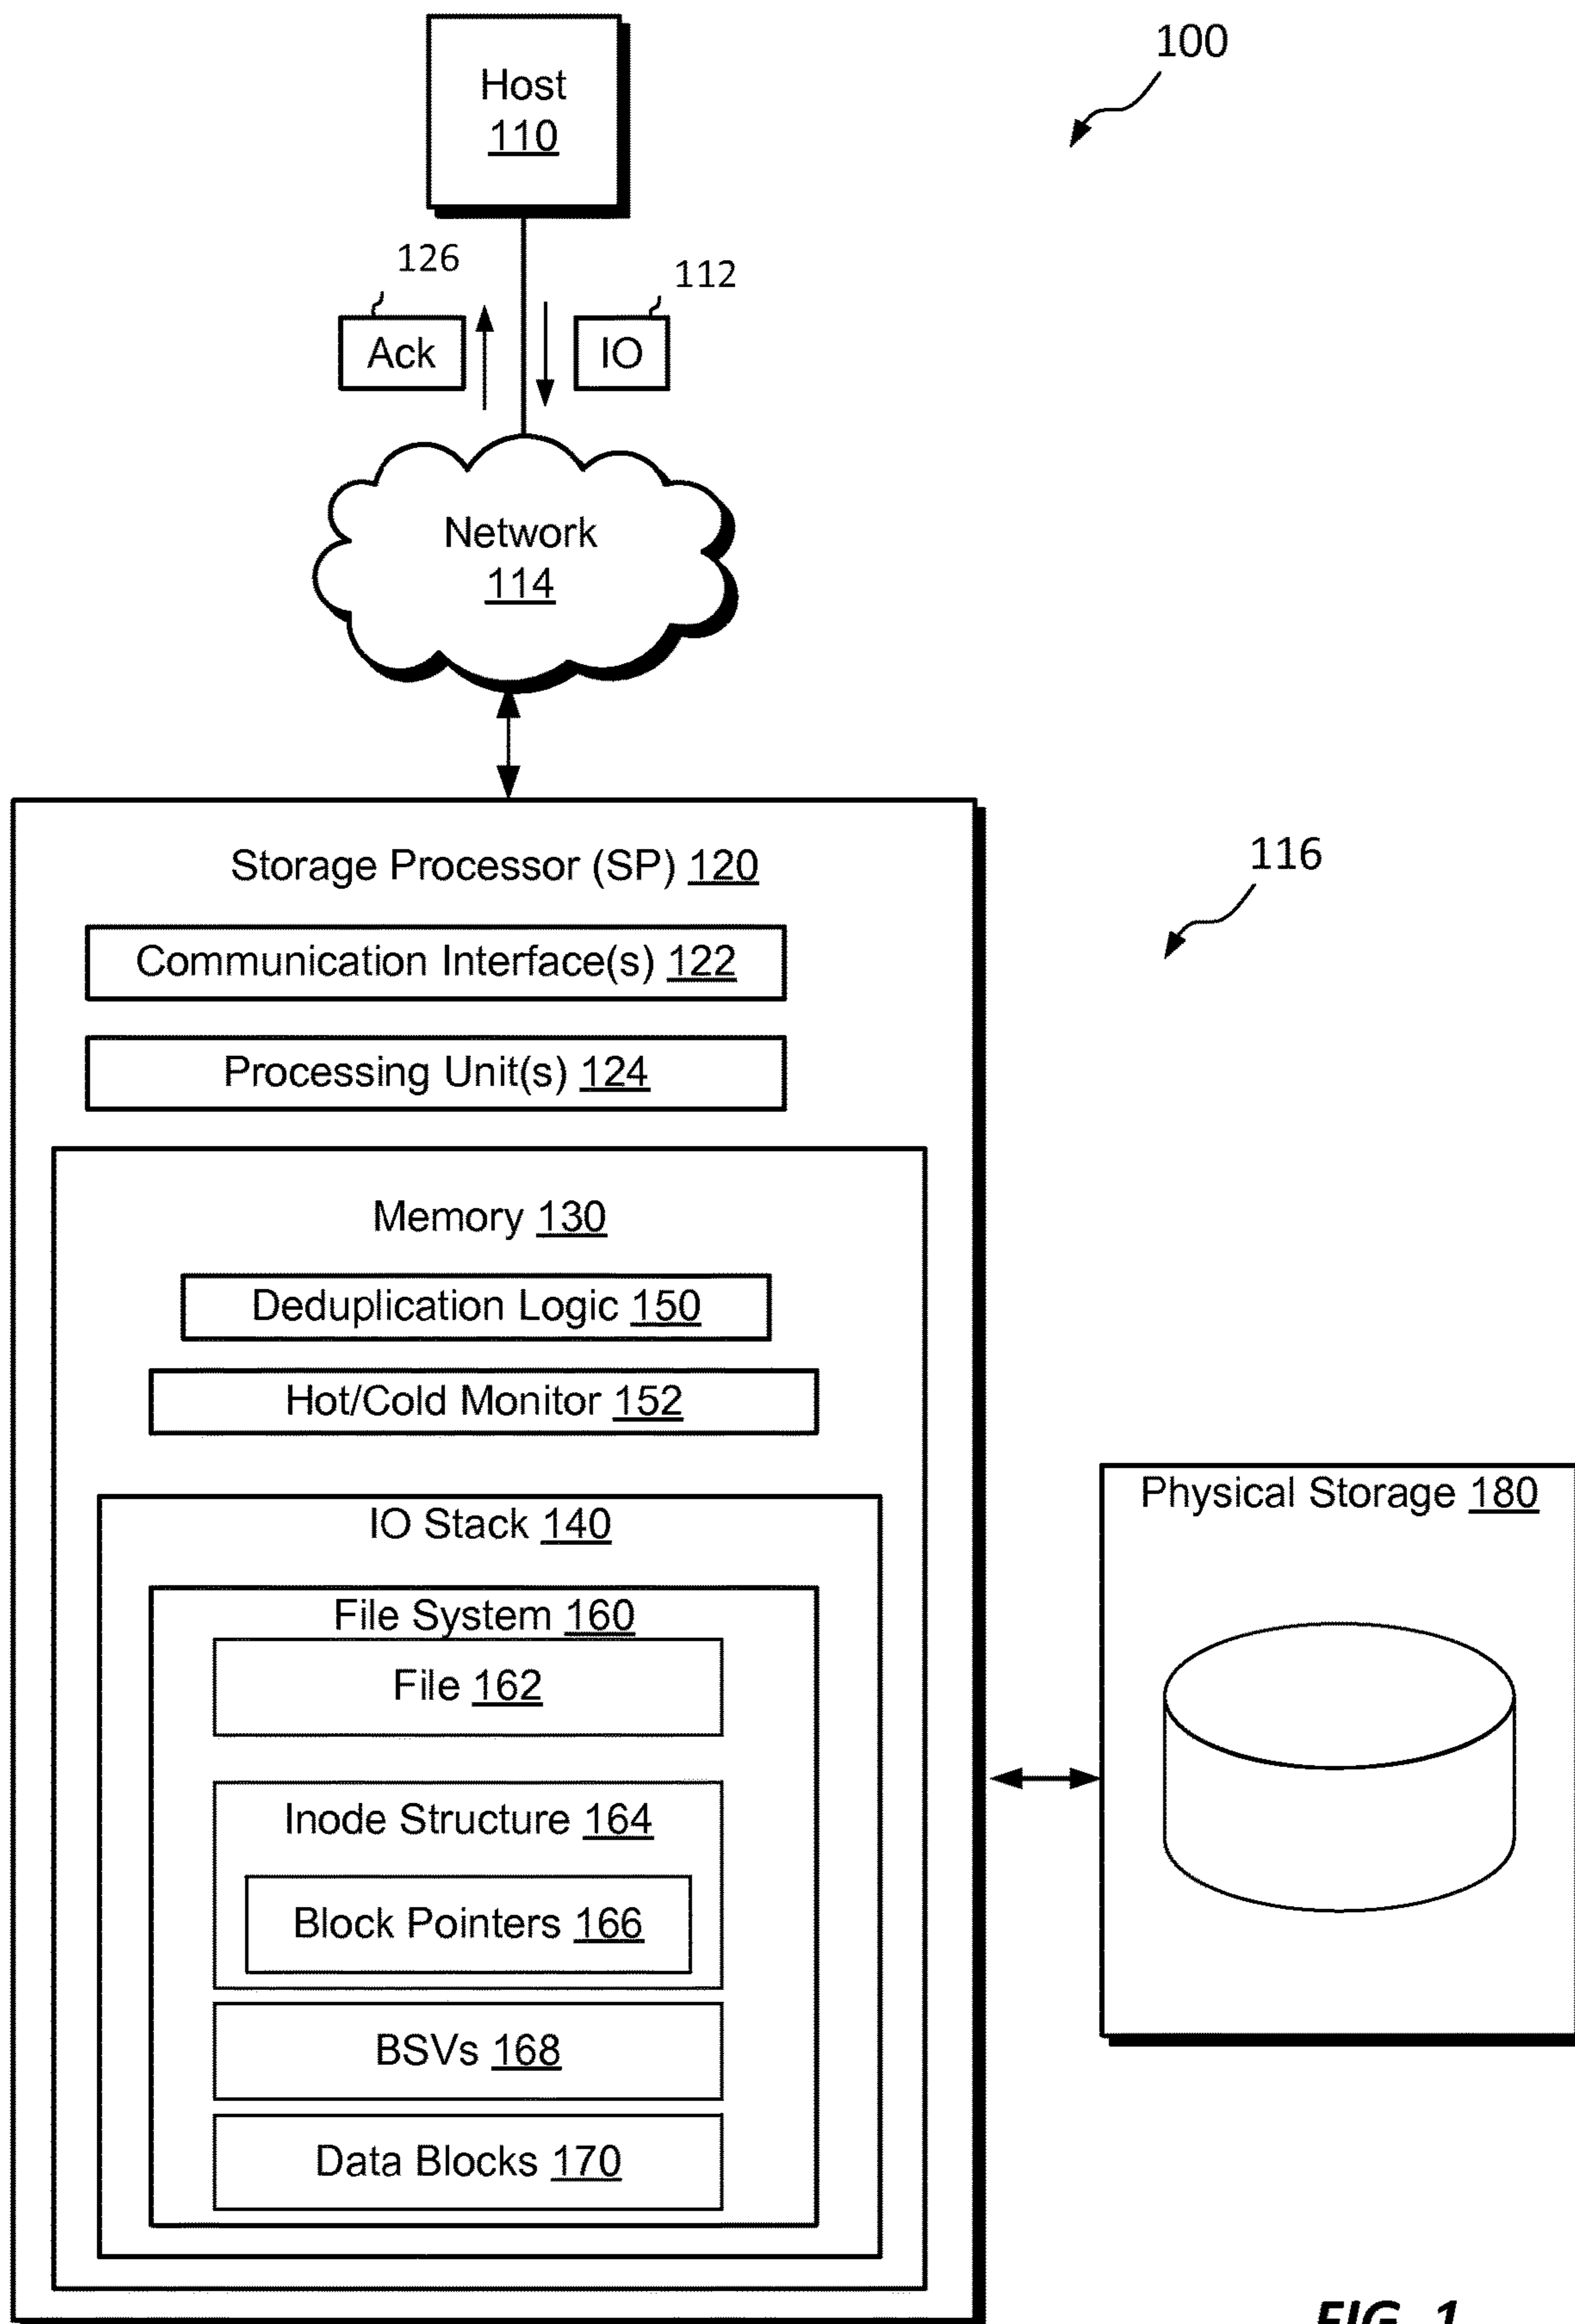 100
Host
110
126
112
Ack
IO
Network
114
Storage Processor (SP) 120
116
Communication Interface(s) 122
Processing Unit(s) 124
Memory 130
Deduplication Logic 150
Hot/Cold Monitor 152
IO Stack 140
Physical Storage 180
File System 160
File 162
Inode Structure 164
Block Pointers 166
BSVs 168
Data Blocks 170
FIG. 1